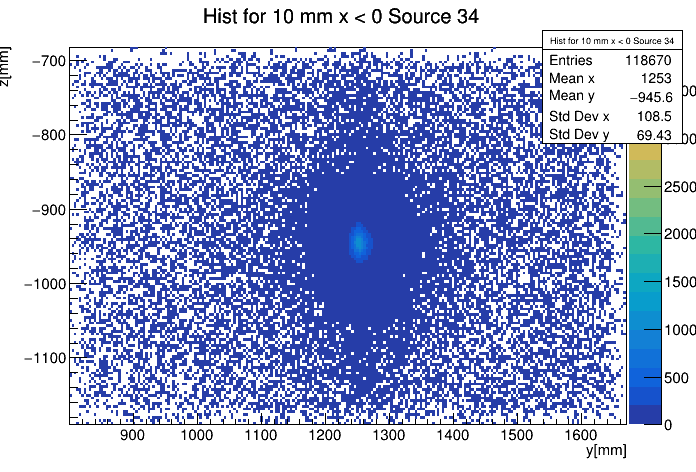 Hist for 10 mm x < 0 Source 34
z[mm]
Hist for 10 mm x < 0 Source 34
Entries 118670
Mean x 1253
Mean y −945.6
Std Dev x 108.5
Std Dev y 69.43
−700
−800
−900
−1000
−1100
900 1000 1100 1200 1300 1400 1500 1600
y[mm]
2500
2000
1500
1000
500
0